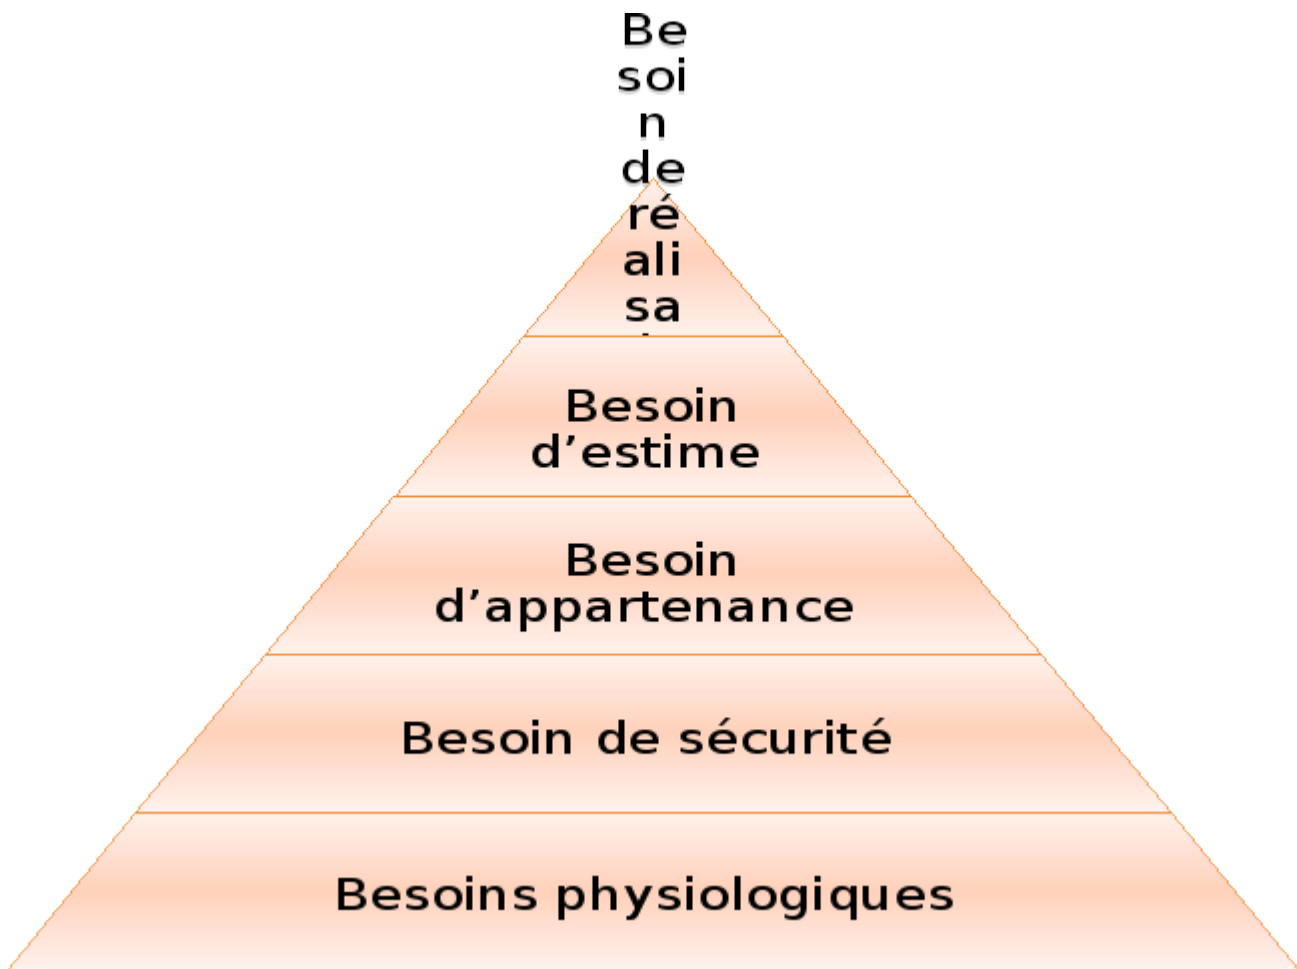 Be
soi
n
de
ré
ali
sa
Besoin
d’estime
Besoin
d’appartenance
Besoin de sécurité
Besoins physiologiques